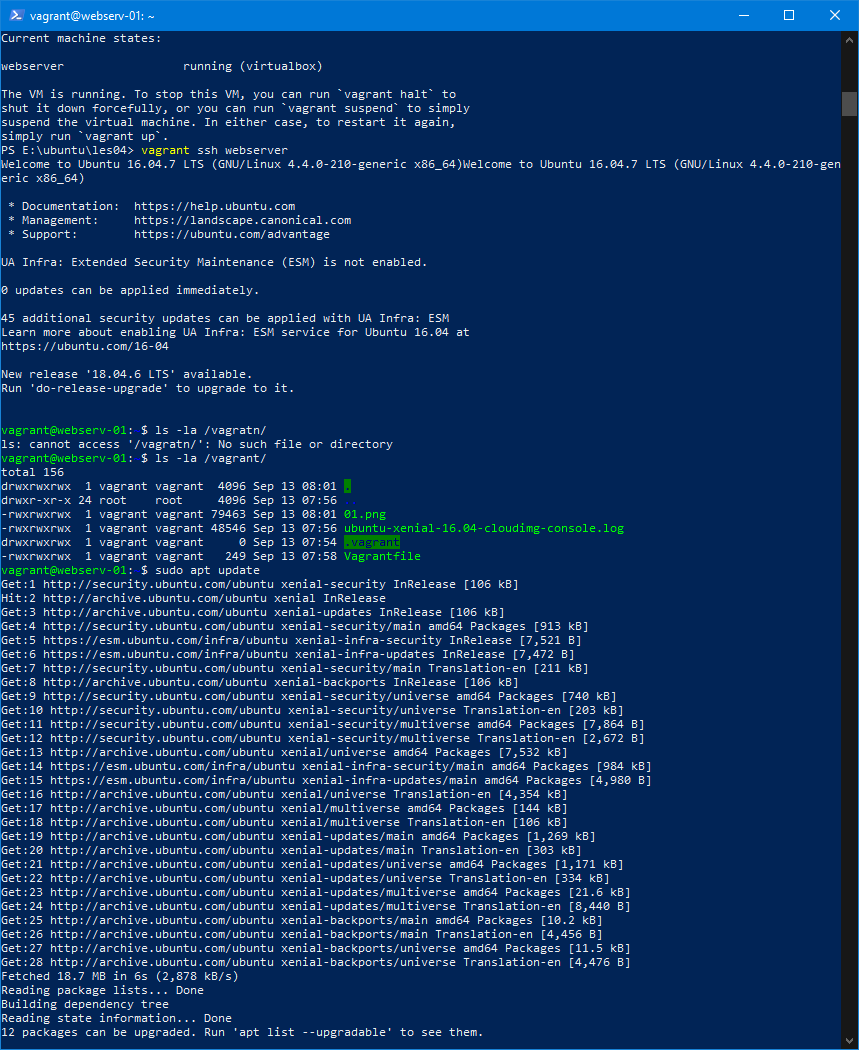 vagrant@webserv-01: ~
Current machine states:
webserver                 running (virtualbox)
The VM is running. To stop this VM, you can run `vagrant halt` to
shut it down forcefully, or you can run `vagrant suspend` to simply
suspend the virtual machine. In either case, to restart it again,
simply run `vagrant up`.
PS E:\ubuntu\les04> vagrant ssh webserver
Welcome to Ubuntu 16.04.7 LTS (GNU/Linux 4.4.0-210-generic x86_64)Welcome to Ubuntu 16.04.7 LTS (GNU/Linux 4.4.0-210-gen
eric x86_64)
 * Documentation:  https://help.ubuntu.com
 * Management:     https://landscape.canonical.com
 * Support:        https://ubuntu.com/advantage
UA Infra: Extended Security Maintenance (ESM) is not enabled.
0 updates can be applied immediately.
45 additional security updates can be applied with UA Infra: ESM
Learn more about enabling UA Infra: ESM service for Ubuntu 16.04 at
https://ubuntu.com/16-04
New release '18.04.6 LTS' available.
Run 'do-release-upgrade' to upgrade to it.
vagrant@webserv-01: $ ls -la /vagratn/
ls: cannot access '/vagratn/': No such file or directory
vagrant@webserv-01: $ ls -la /vagrant/
total 156
drwxrwxrwx  1 vagrant vagrant  4096 Sep 13 08:01 .
drwxr-xr-x 24 root    root     4096 Sep 13 07:56
-rwxrwxrwx  1 vagrant vagrant 79463 Sep 13 08:01 01.png
-rwxrwxrwx  1 vagrant vagrant 48546 Sep 13 07:56 ubuntu-xenial-16.04-cloudimg-console.log
drwxrwxrwx  1 vagrant vagrant     0 Sep 13 07:54 .vagrant
-rwxrwxrwx  1 vagrant vagrant   249 Sep 13 07:58 Vagrantfile
vagrant@webserv-01: $ sudo apt update
Get:1 http://security.ubuntu.com/ubuntu xenial-security InRelease [106 kB]
Hit:2 http://archive.ubuntu.com/ubuntu xenial InRelease
Get:3 http://archive.ubuntu.com/ubuntu xenial-updates InRelease [106 kB]
Get:4 http://security.ubuntu.com/ubuntu xenial-security/main amd64 Packages [913 kB]
Get:5 https://esm.ubuntu.com/infra/ubuntu xenial-infra-security InRelease [7,521 B]
Get:6 https://esm.ubuntu.com/infra/ubuntu xenial-infra-updates InRelease [7,472 B]
Get:7 http://security.ubuntu.com/ubuntu xenial-security/main Translation-en [211 kB]
Get:8 http://archive.ubuntu.com/ubuntu xenial-backports InRelease [106 kB]
Get:9 http://security.ubuntu.com/ubuntu xenial-security/universe amd64 Packages [740 kB]
Get:10 http://security.ubuntu.com/ubuntu xenial-security/universe Translation-en [203 kB]
Get:11 http://security.ubuntu.com/ubuntu xenial-security/multiverse amd64 Packages [7,864 B]
Get:12 http://security.ubuntu.com/ubuntu xenial-security/multiverse Translation-en [2,672 B]
Get:13 http://archive.ubuntu.com/ubuntu xenial/universe amd64 Packages [7,532 kB]
Get:14 https://esm.ubuntu.com/infra/ubuntu xenial-infra-security/main amd64 Packages [984 kB]
Get:15 https://esm.ubuntu.com/infra/ubuntu xenial-infra-updates/main amd64 Packages [4,980 B]
Get:16 http://archive.ubuntu.com/ubuntu xenial/universe Translation-en [4,354 kB]
Get:17 http://archive.ubuntu.com/ubuntu xenial/multiverse amd64 Packages [144 kB]
Get:18 http://archive.ubuntu.com/ubuntu xenial/multiverse Translation-en [106 kB]
Get:19 http://archive.ubuntu.com/ubuntu xenial-updates/main amd64 Packages [1,269 kB]
Get:20 http://archive.ubuntu.com/ubuntu xenial-updates/main Translation-en [303 kB]
Get:21 http://archive.ubuntu.com/ubuntu xenial-updates/universe amd64 Packages [1,171 kB]
Get:22 http://archive.ubuntu.com/ubuntu xenial-updates/universe Translation-en [334 kB]
Get:23 http://archive.ubuntu.com/ubuntu xenial-updates/multiverse amd64 Packages [21.6 kB]
Get:24 http://archive.ubuntu.com/ubuntu xenial-updates/multiverse Translation-en [8,440 B]
Get:25 http://archive.ubuntu.com/ubuntu xenial-backports/main amd64 Packages [10.2 kB]
Get:26 http://archive.ubuntu.com/ubuntu xenial-backports/main Translation-en [4,456 B]
Get:27 http://archive.ubuntu.com/ubuntu xenial-backports/universe amd64 Packages [11.5 kB]
Get:28 http://archive.ubuntu.com/ubuntu xenial-backports/universe Translation-en [4,476 B]
Fetched 18.7 MB in 6s (2,878 kB/s)
Reading package lists... Done
Building dependency tree
Reading state information... Done
12 packages can be upgraded. Run 'apt list --upgradable' to see them.